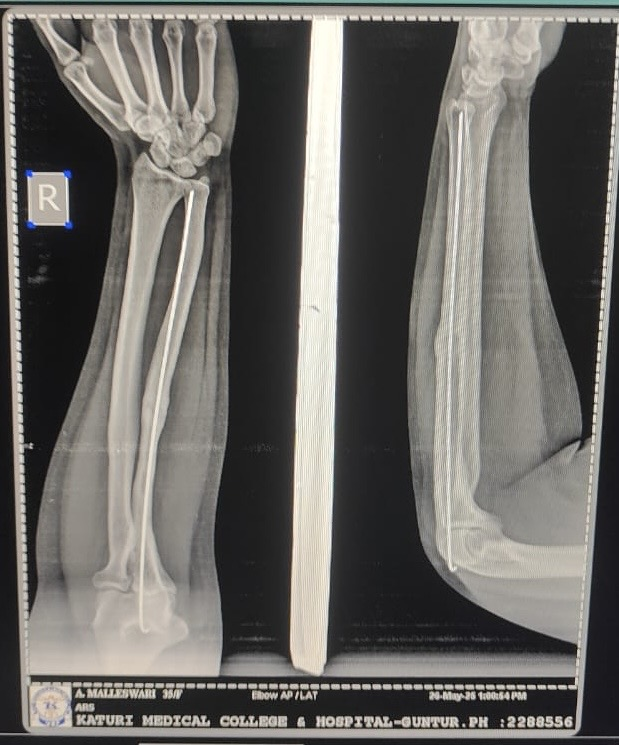 R
A. MALLESWARI 35/F
Elbow AP/LAT
ARS
KATURI MEDICAL COLLEGE & HOSPITAL-GUNTUR.PH :2288556